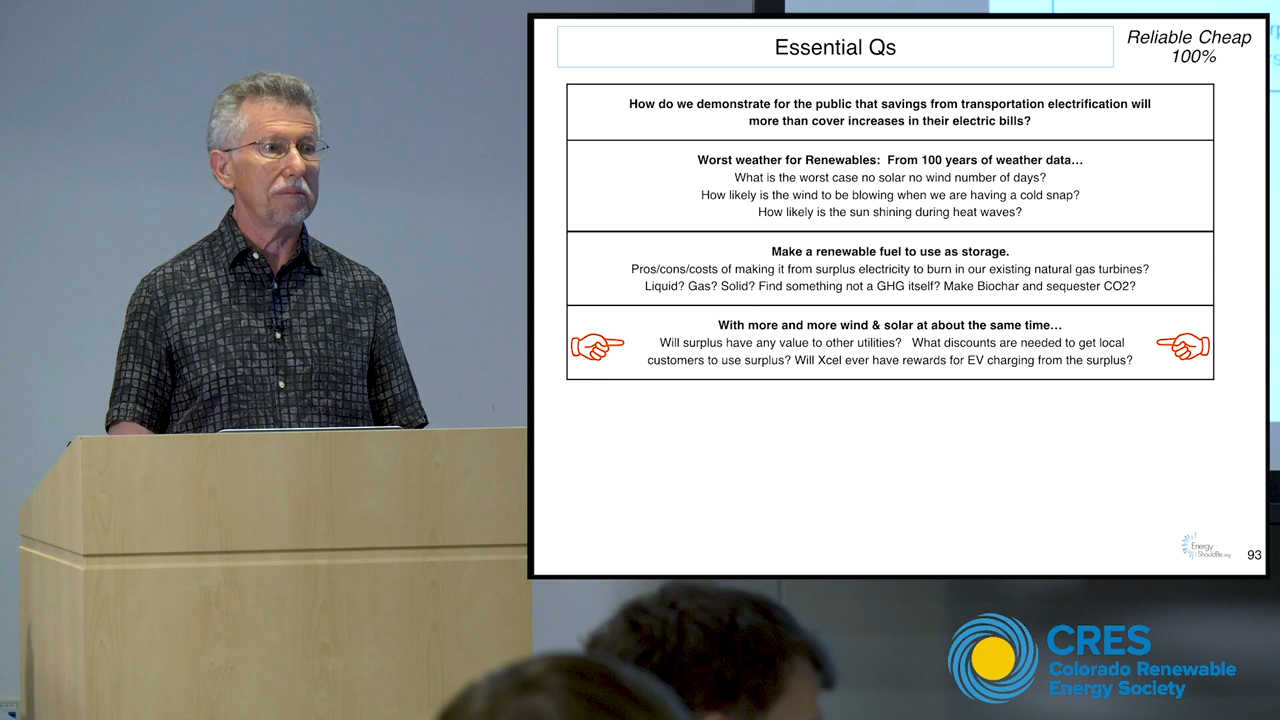 Essential Qs
Reliable Cheap
100%
How do we demonstrate for the public that savings from transportation electrification will
more than cover increases in their electric bills?
Worst weather for Renewables: From 100 years of weather data…
What is the worst case no solar no wind number of days?
How likely is the wind to be blowing when we are having a cold snap?
How likely is the sun shining during heat waves?
Make a renewable fuel to use as storage.
Pros/cons/costs of making it from surplus electricity to burn in our existing natural gas turbines?
Liquid? Gas? Solid? Find something not a GHG itself? Make Biochar and sequester CO2?
With more and more wind & solar at about the same time…
Will surplus have any value to other utilities? What discounts are needed to get local
customers to use surplus? Will Xcel ever have rewards for EV charging from the surplus?
Energy
ShouldBe.org
93
CRES
Colorado Renewable
Energy Society